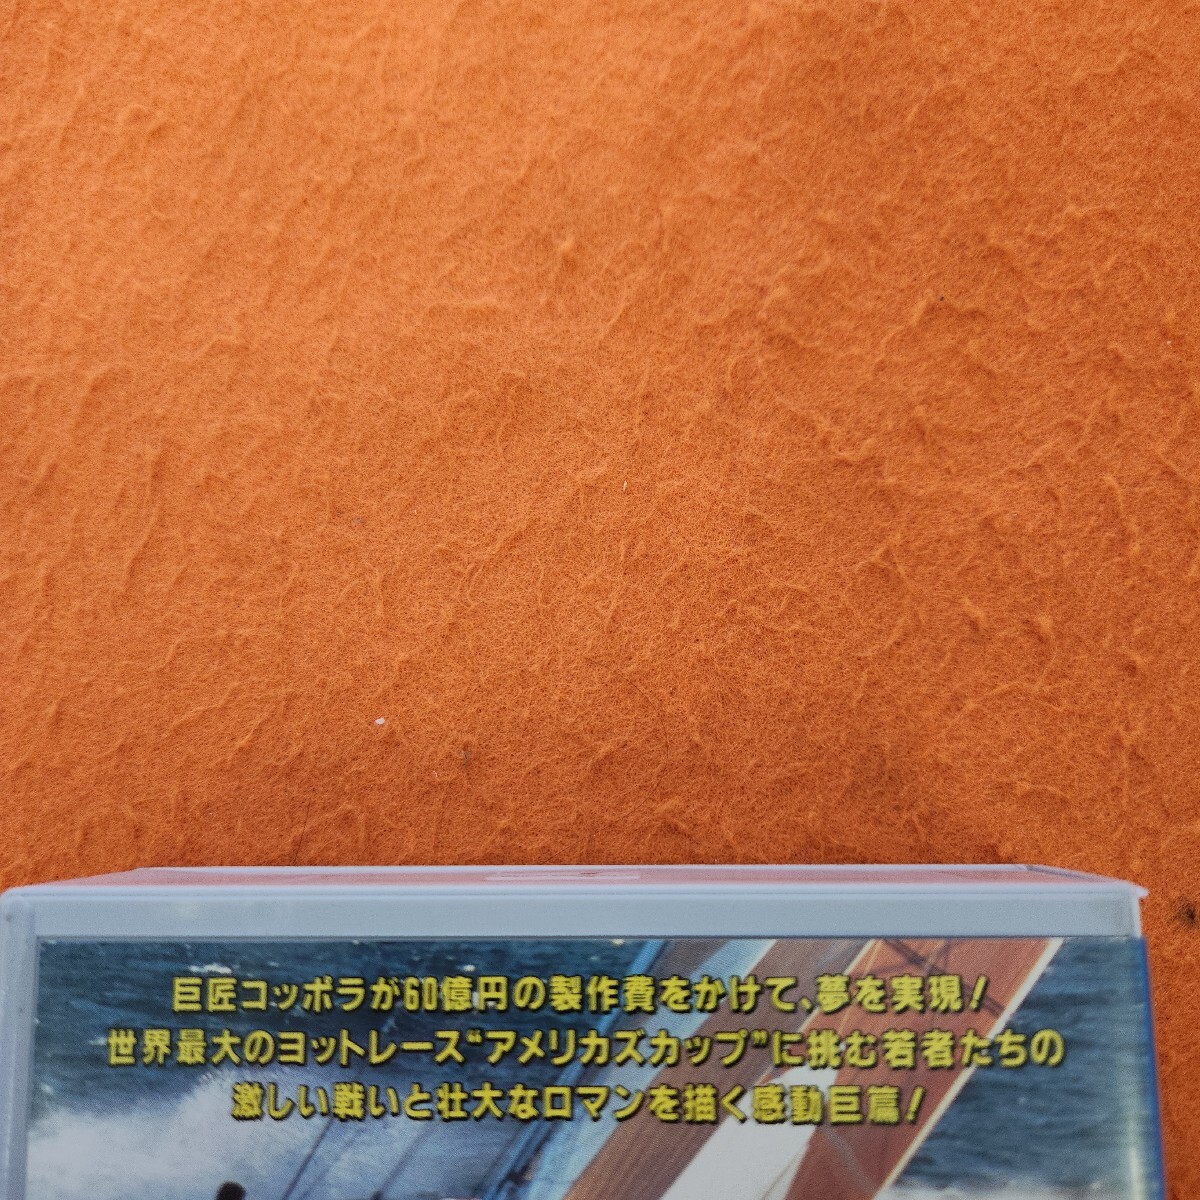 巨匠コッポラが60億円の製作費をかけて、夢を実現!
世界最大のヨットレース“アメリカズカップ”に挑む若者たちの
激しい戦いと壮大なロマンを描く感動巨篇!